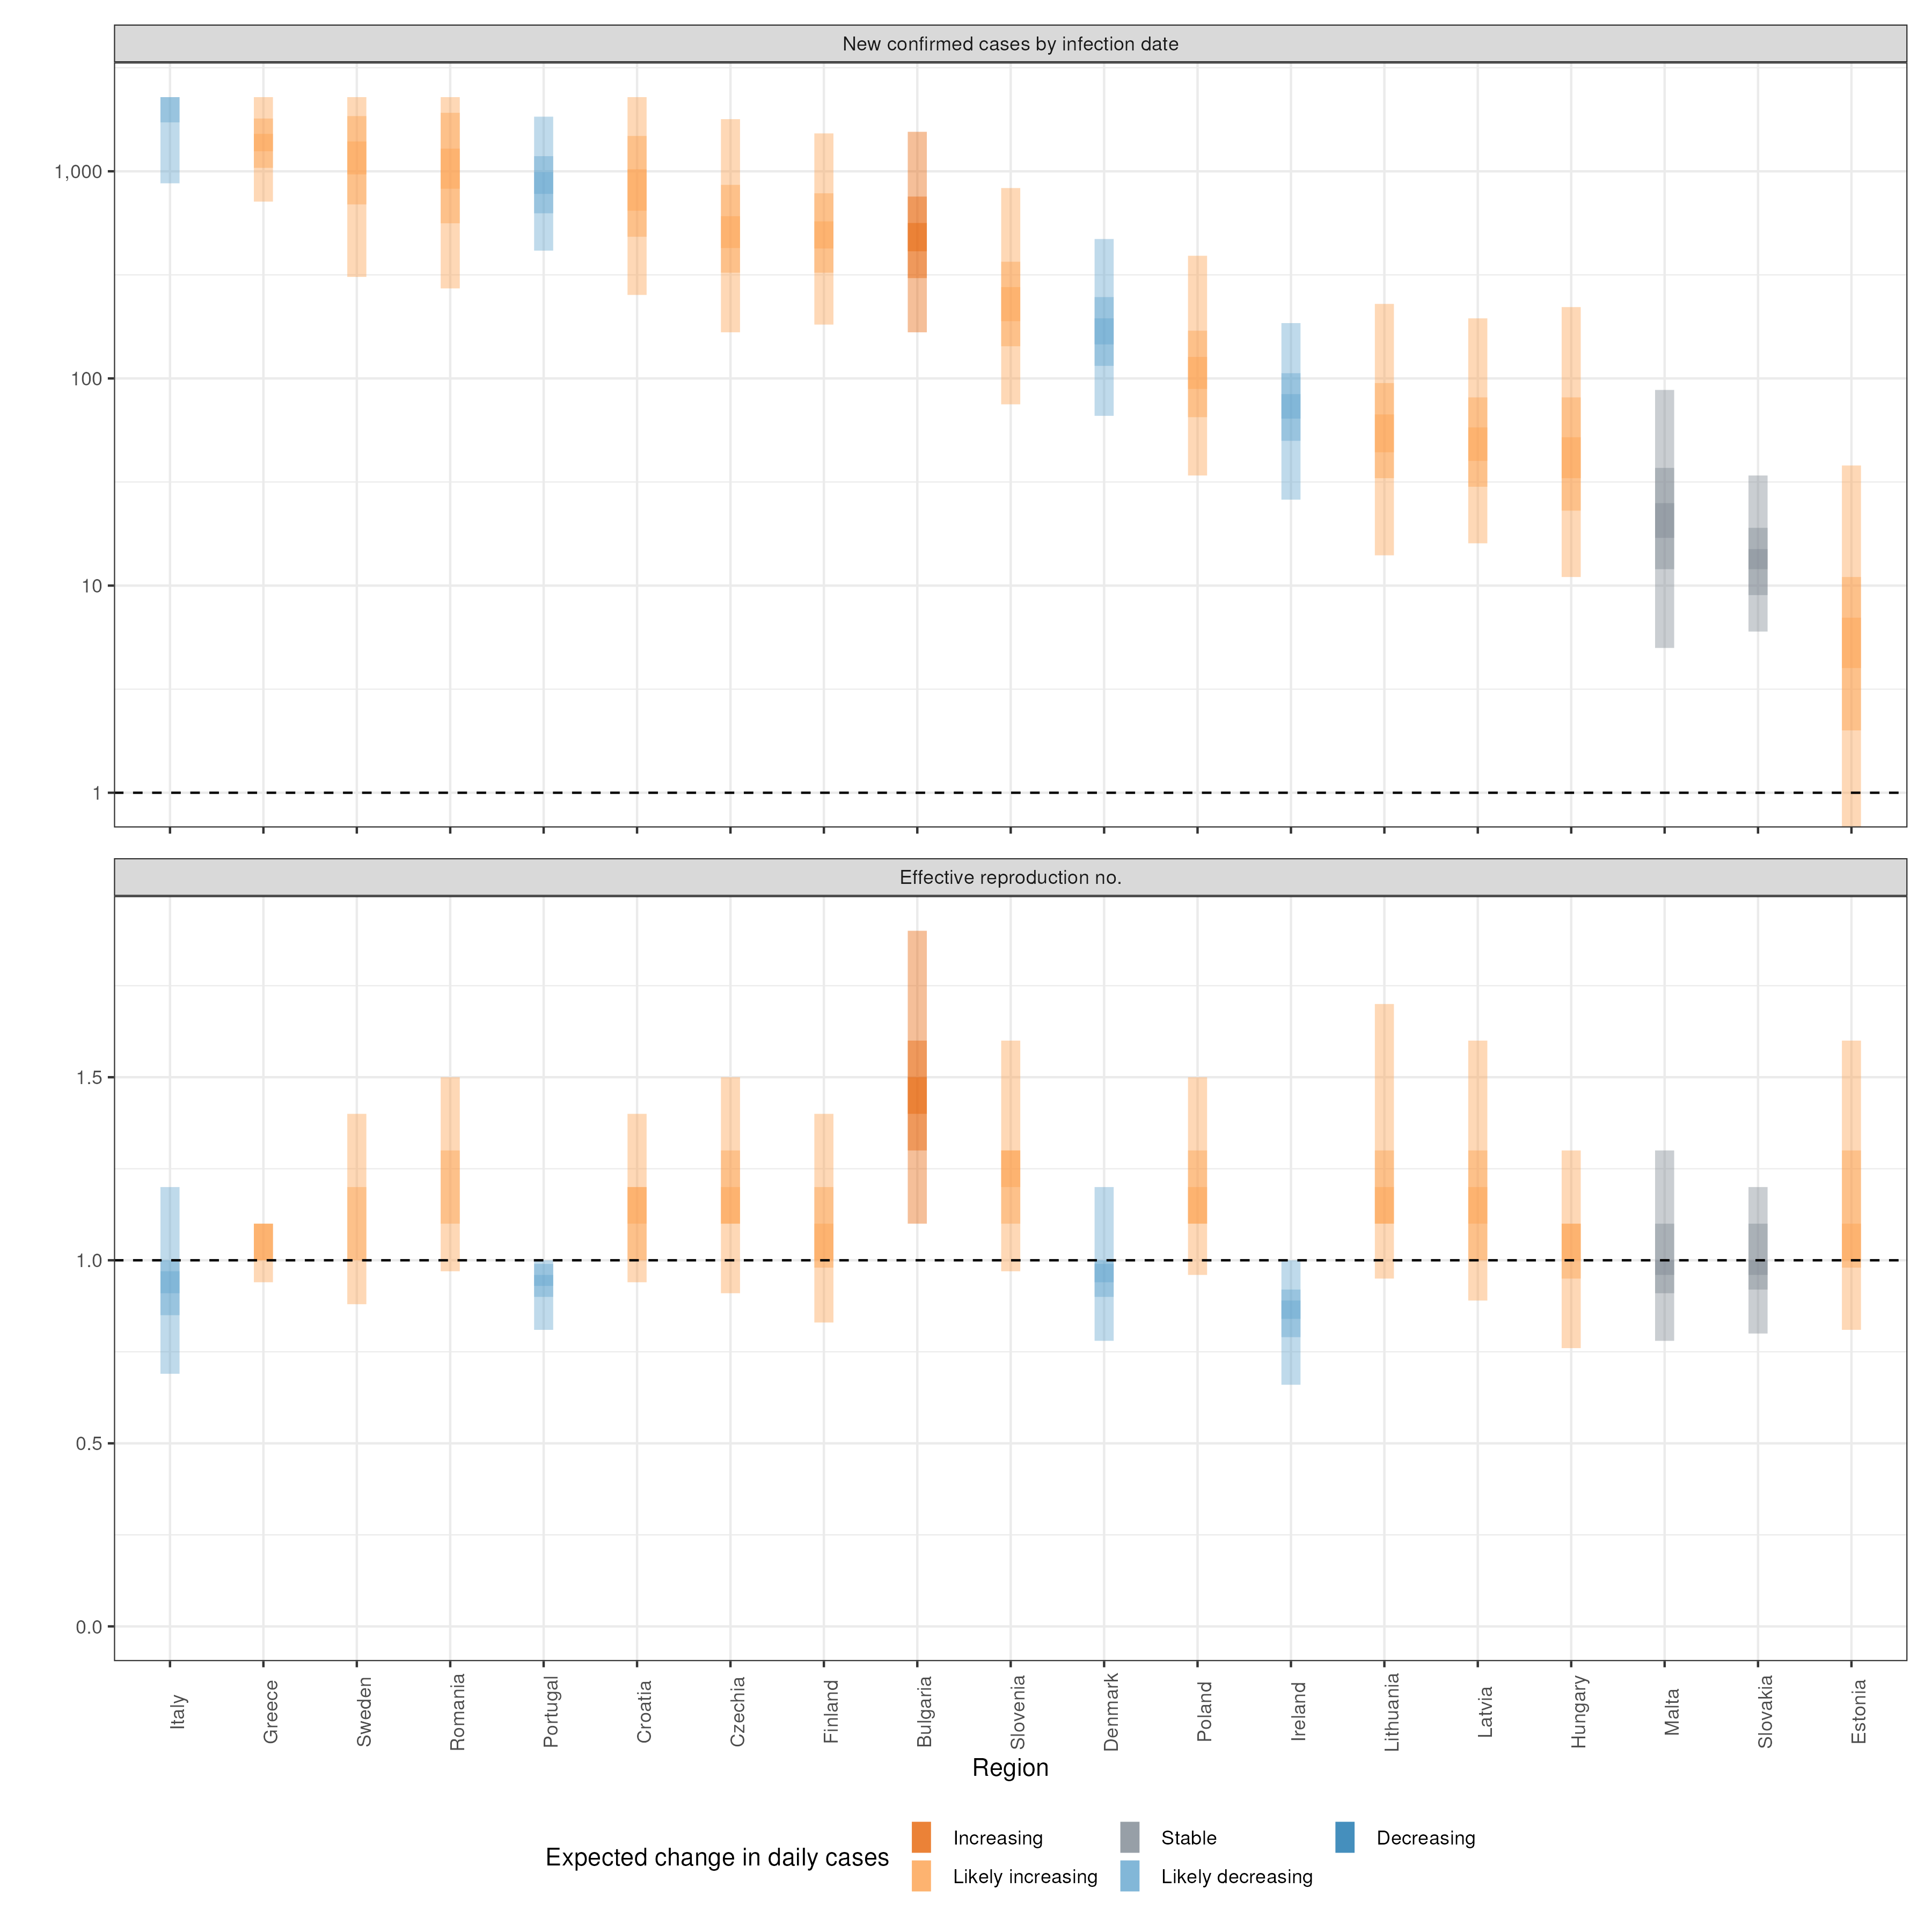 New confirmed cases by infection date
1,000
100
10
1
Effective reproduction no.
1.5
1.0
0.5
0.0
Italy
Greece
Sweden
Romania
Portugal
Croatia
Czechia
Finland
Bulgaria
Slovenia
Denmark
Poland
Ireland
Lithuania
Latvia
Hungary
Malta
Slovakia
Estonia
Region
Expected change in daily cases
Increasing
Likely increasing
Stable
Likely decreasing
Decreasing